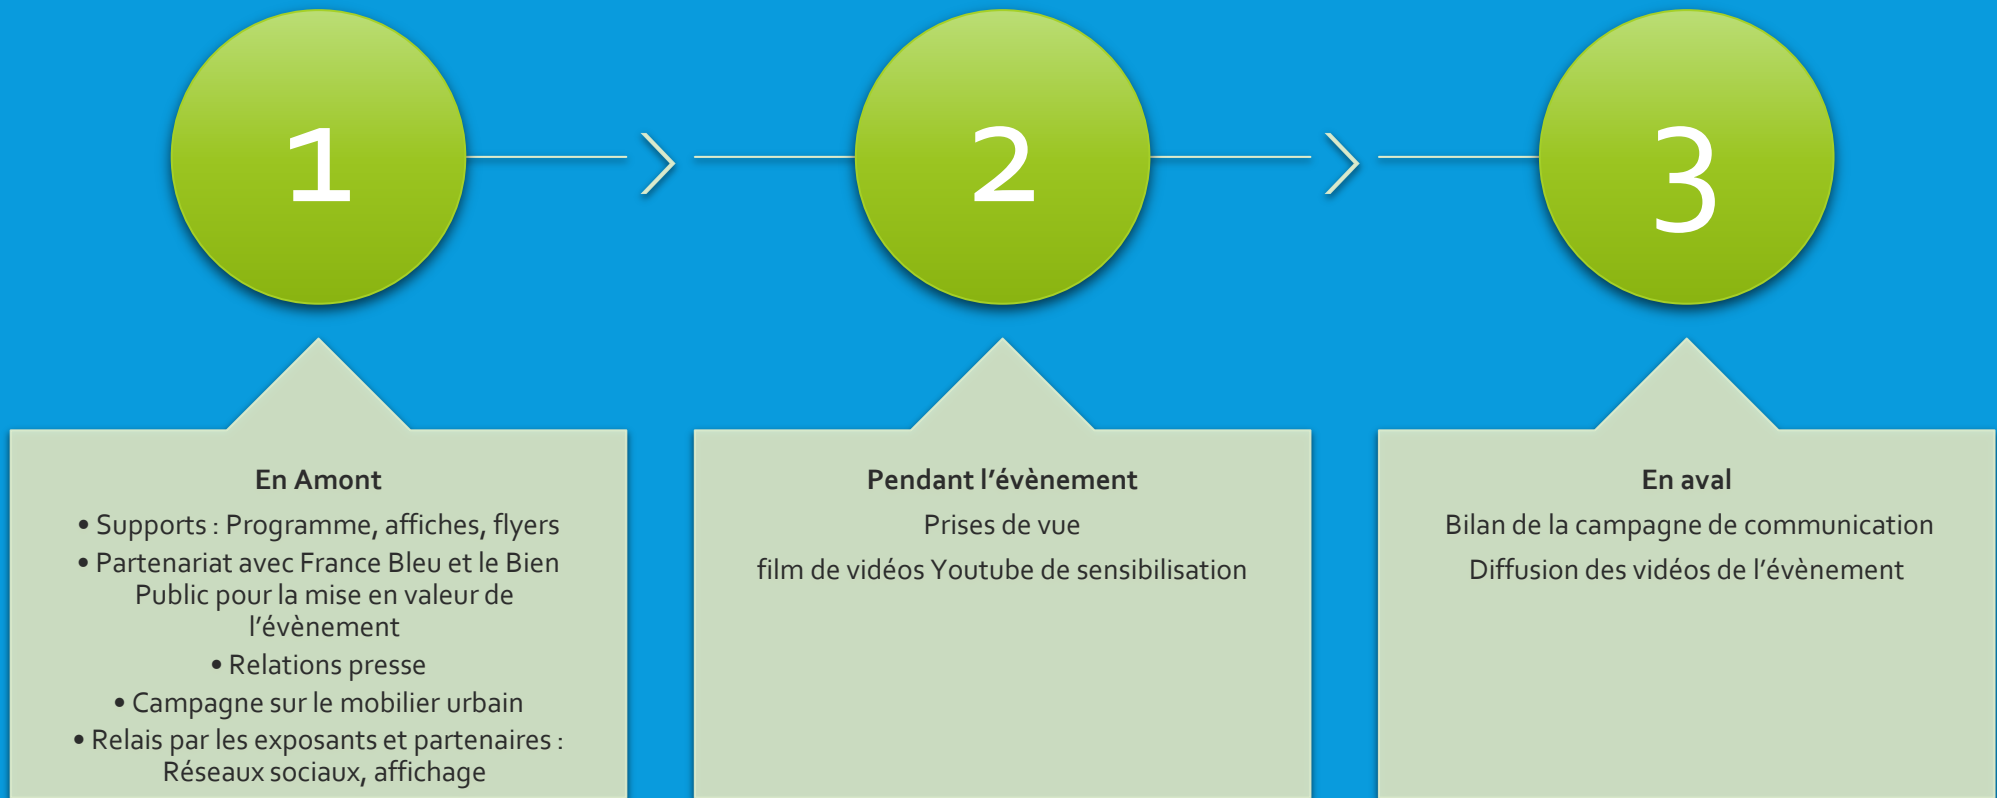 1
2
3
En Amont
• Supports : Programme, affiches, flyers
• Partenariat avec France Bleu et le Bien
Public pour la mise en valeur de
l’évènement
• Relations presse
• Campagne sur le mobilier urbain
• Relais par les exposants et partenaires :
Réseaux sociaux, affichage
Pendant l’évènement
Prises de vue
film de vidéos Youtube de sensibilisation
En aval
Bilan de la campagne de communication
Diffusion des vidéos de l’évènement